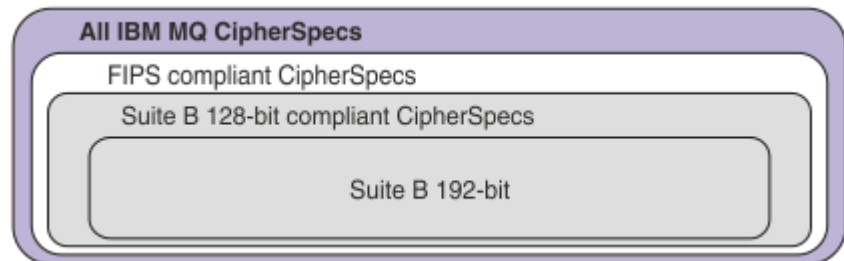 All IBM MQ CipherSpecs
FIPS compliant CipherSpecs
Suite B 128-bit compliant CipherSpecs
Suite B 192-bit